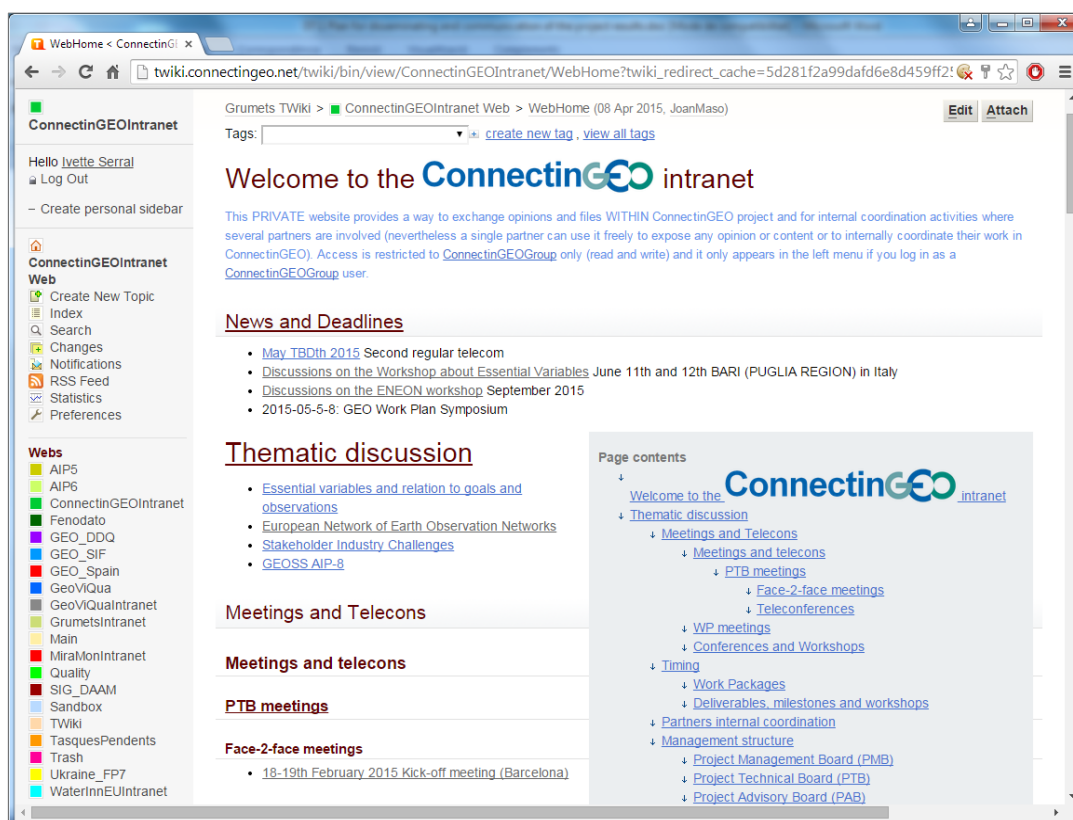 WebHome < ConnectinGE
twiki.connectingeo.net/twiki/bin/view/ConnectinGEOIntranet/WebHome?twiki_redirect_cache=5d281f2a99dafd6e8d459ff25
ConnectinGEOIntranet
Hello Ivette Serral
Log Out
– Create personal sidebar
ConnectinGEOIntranet
Web
Create New Topic
Index
Search
Changes
Notifications
RSS Feed
Statistics
Preferences
Webs
AIP5
AIP6
ConnectinGEOIntranet
Fenodato
GEO_DDQ
GEO_SIF
GEO_Spain
GeoViQua
GeoViQuaIntranet
GrumetsIntranet
Main
MiraMonIntranet
Quality
SIG_DAAM
Sandbox
TWiki
TasquesPendents
Trash
Ukraine_FP7
WaterInnEUIntranet
Grumets TWiki > ConnectinGEOIntranet Web > WebHome (08 Apr 2015, JoanMaso)
Edit Attach
Tags: create new tag , view all tags
Welcome to the ConnectinGEO intranet
This PRIVATE website provides a way to exchange opinions and files WITHIN ConnectinGEO project and for internal coordination activities where
several partners are involved (nevertheless a single partner can use it freely to expose any opinion or content or to internally coordinate their work in
ConnectinGEO). Access is restricted to ConnectinGEOGroup only (read and write) and it only appears in the left menu if you log in as a
ConnectinGEOGroup user.
News and Deadlines
• May TBDth 2015 Second regular telecom
• Discussions on the Workshop about Essential Variables June 11th and 12th BARI (PUGLIA REGION) in Italy
• Discussions on the ENEON workshop September 2015
• 2015-05-5-8: GEO Work Plan Symposium
Thematic discussion
• Essential variables and relation to goals and
observations
• European Network of Earth Observation Networks
• Stakeholder Industry Challenges
• GEOSS AIP-8
Meetings and Telecons
Meetings and telecons
PTB meetings
Face-2-face meetings
• 18-19th February 2015 Kick-off meeting (Barcelona)
Page contents
Welcome to the ConnectinGEO intranet
Thematic discussion
Meetings and Telecons
Meetings and telecons
PTB meetings
Face-2-face meetings
Teleconferences
WP meetings
Conferences and Workshops
Timing
Work Packages
Deliverables, milestones and workshops
Partners internal coordination
Management structure
Project Management Board (PMB)
Project Technical Board (PTB)
Project Advisory Board (PAB)